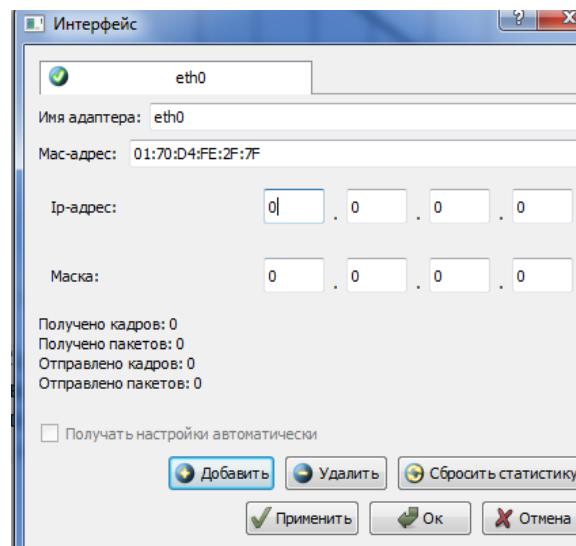 Интерфейс ? X
eth0
Имя адаптера: eth0
Mac-адрес: 01:70:D4:FE:2F:7F
Ip-адрес: 0 . 0 . 0 . 0
Маска: 0 . 0 . 0 . 0
Получено кадров: 0
Получено пакетов: 0
Отправлено кадров: 0
Отправлено пакетов: 0
Получать настройки автоматически
Добавить Удалить Сбросить статистику
Применить Ок Отмена